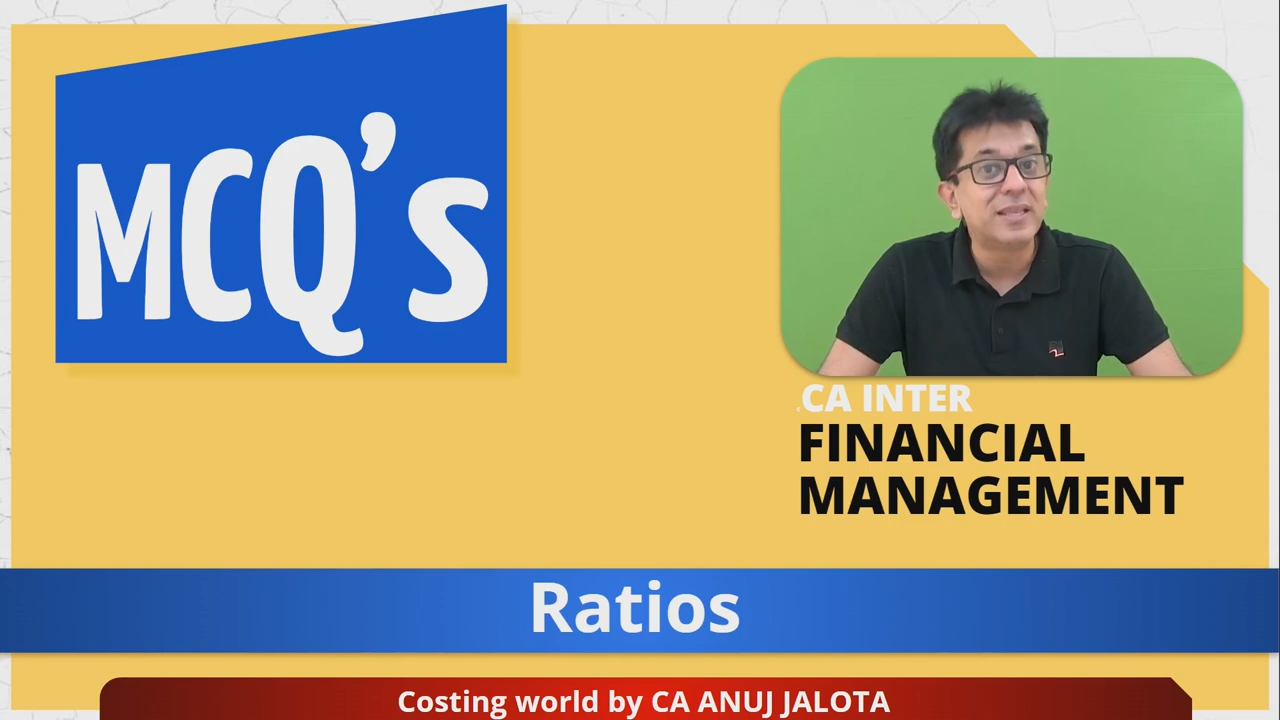 MCQ's
CA INTER
FINANCIAL
MANAGEMENT
Ratios
Costing world by CA ANUJ JALOTA